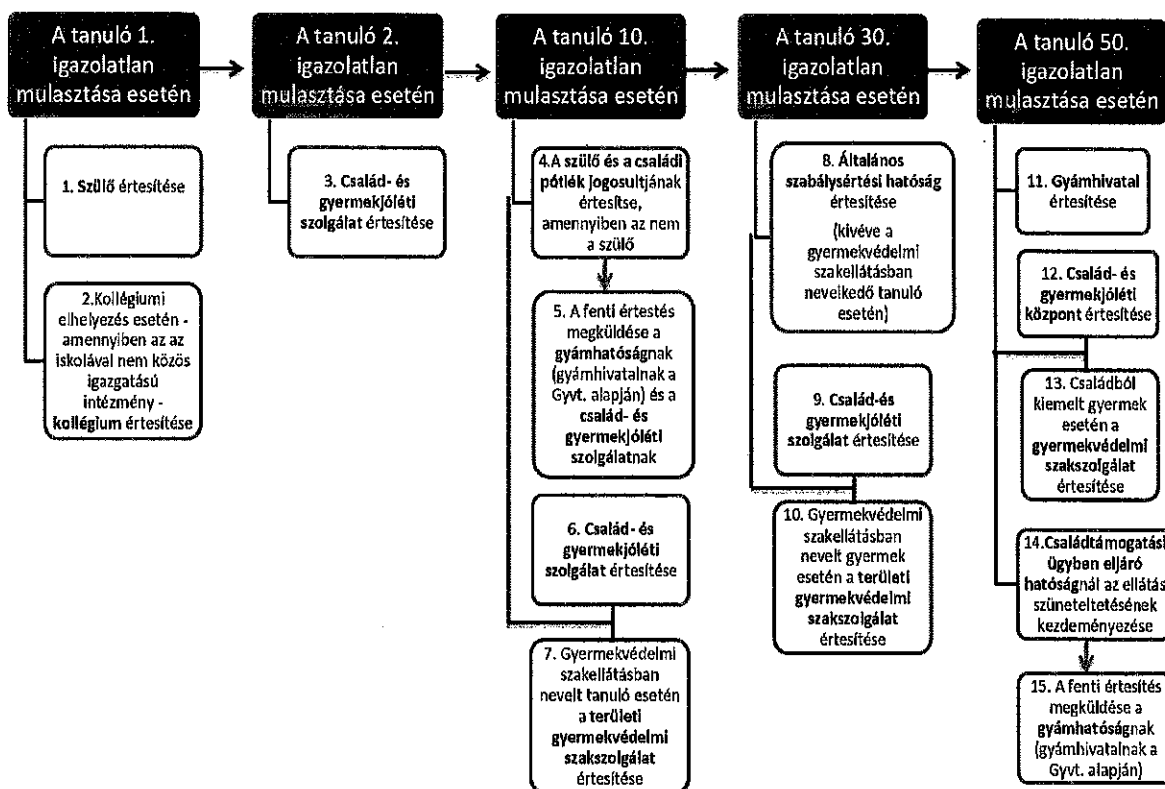 A tanuló 1.
igazolatlan
mulasztása esetén
1. Szülő értesítése
2.Kollégiumi
elhelyezés esetén -
amennyiben az az
iskolával nem közös
igazgatású
intézmény -
kollégium értesítése
A tanuló 2.
igazolatlan
mulasztása esetén
3. Család- és
gyermekjóléti
szolgálat értesítése
A tanuló 10.
igazolatlan
mulasztása esetén
4.A szülő és a családi
pótlék jogosultjának
értesítse,
amennyiben az nem
a szülő
5. A fenti értestés
megküldése a
gyámhatóságnak
(gyámhivatalnak a
Gyvt. alapján) és a
család- és
gyermekjóléti
szolgálatnak
6. Család- és
gyermekjóléti
szolgálat értesítése
7. Gyermekvédelmi
szakellátásban
nevelt tanuló esetén
a területi
gyermekvédelmi
szakszolgálat
értesítése
A tanuló 30.
igazolatlan
mulasztása esetén
8. Általános
szabálysértési hatóság
értesítése
(kivéve a
gyermekvédelmi
szakellátásban
nevelkedő tanuló
esetén)
9. Család-és
gyermekjóléti
szolgálat értesítése
10. Gyermekvédelmi
szakellátásban
nevelt gyermek
esetén a területi
gyermekvédelmi
szakszolgálat
értesítése
A tanuló 50.
igazolatlan
mulasztása esetén
11. Gyámhivatal
értesítése
12. Család- és
gyermekjóléti
központ értesítése
13. Családból
kiemelt gyermek
esetén a
gyermekvédelmi
szakszolgálat
értesítése
14.Családtámogatási
ügyben eljáró
hatóságnál az ellátás
szüneteltetésének
kezdeményezése
15. A fenti értesítés
megküldése a
gyámhatóságnak
(gyámhivatalnak a
Gyvt. alapján)